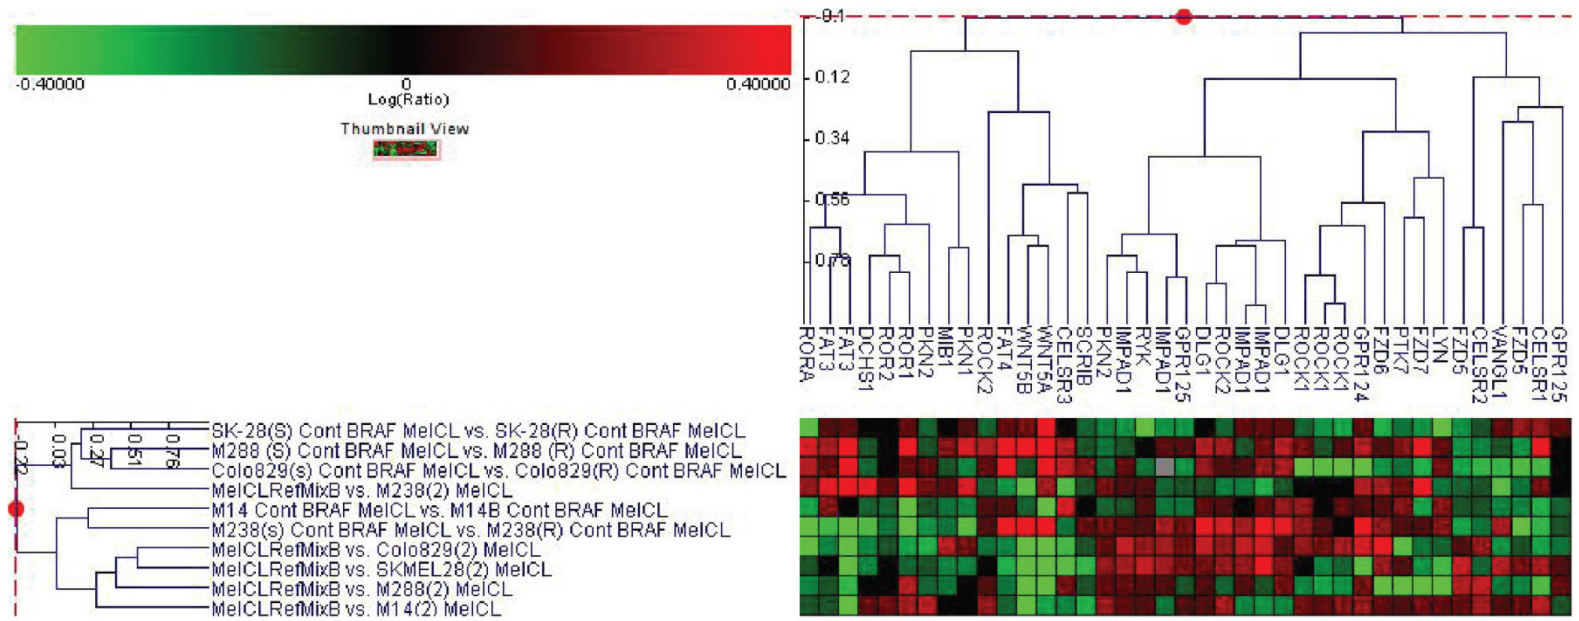 -0.40000 0 0.40000
Log(Ratio)
Thumbnail View
-0.1
0.12
0.34
0.56
0.78
RORA FAT3 FAT3 DCHS1 ROR2 ROR1 PKN2 MIB1 PKN1 ROCK2 FAT4 WNT5B WNT5A CELSR3 SCRIB PKN2 IMPAD1 RYK IMPAD1 GPR125 DLG1 ROCK2 IMPAD1 IMPAD1 DLG1 ROCK1 ROCK1 ROCK1 GPR124 FZD6 PTK7 FZD7 LYN FZD5 CELSR2 VANGL1 FZD5 CELSR1 GPR125
-0.22 0.03 0.27 0.51 0.76
SK-28(S) Cont BRAF MelCL vs. SK-28(R) Cont BRAF MelCL
M288 (S) Cont BRAF MelCL vs. M288 (R) Cont BRAF MelCL
Colo829(s) Cont BRAF MelCL vs. Colo829(R) Cont BRAF MelCL
MelCLRefMixB vs. M238(2) MelCL
M14 Cont BRAF MelCL vs. M14B Cont BRAF MelCL
M238(s) Cont BRAF MelCL vs. M238(R) Cont BRAF MelCL
MelCLRefMixB vs. Colo829(2) MelCL
MelCLRefMixB vs. SKMEL28(2) MelCL
MelCLRefMixB vs. M288(2) MelCL
MelCLRefMixB vs. M14(2) MelCL